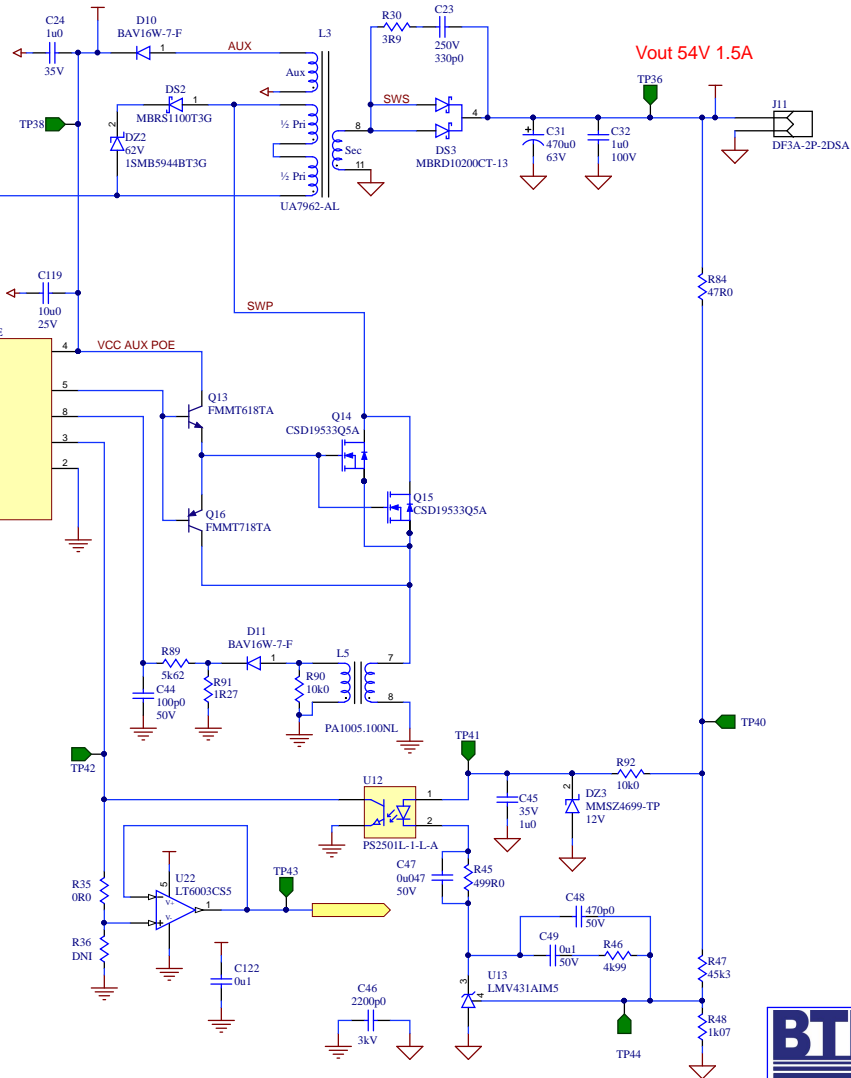 C24
1u0
35V
D10
BAV16W-7-F
1
AUX
L3
Aux
½ Pri
½ Pri
UA7962-AL
Sec
8
11
R30
3R9
C23
250V
330p0
SWS
4
DS3
MBRD10200CT-13
Vout 54V 1.5A
TP36
J11
DF3A-2P-2DSA
C31
470u0
63V
C32
1u0
100V
TP38
DS2
1
MBRS1100T3G
2
DZ2
62V
1SMB5944BT3G
R84
47R0
C119
10u0
25V
SWP
E
4
VCC AUX POE
5
8
3
2
Q13
FMMT618TA
Q14
CSD19533Q5A
Q15
CSD19533Q5A
Q16
FMMT718TA
D11
BAV16W-7-F
1
R89
5k62
R91
1R27
C44
100p0
50V
R90
10k0
L5
7
8
PA1005.100NL
TP40
TP41
TP42
U12
1
2
PS2501L-1-L-A
C45
35V
1u0
2
DZ3
MMSZ4699-TP
12V
R92
10k0
C47
0u047
50V
R45
499R0
R35
0R0
R36
DNI
U22
LT6003CS5
5
V+
V-
1
TP43
C122
0u1
C46
2200p0
3kV
C48
470p0
50V
C49
0u1
50V
R46
4k99
3
4
U13
LMV431AIM5
TP44
R47
45k3
R48
1k07